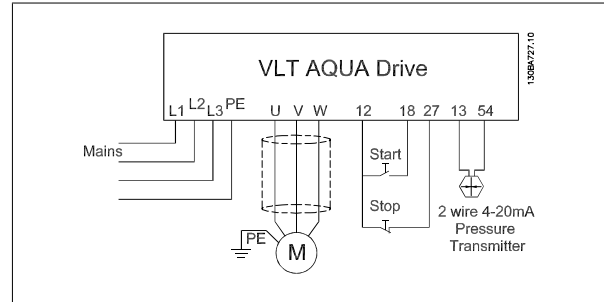 VLT AQUA Drive
130BA727.10
L1 L2 L3 PE U V W 12 18 27 13 54
Mains
Start
Stop
2 wire 4-20mA
Pressure
Transmitter
PE
M